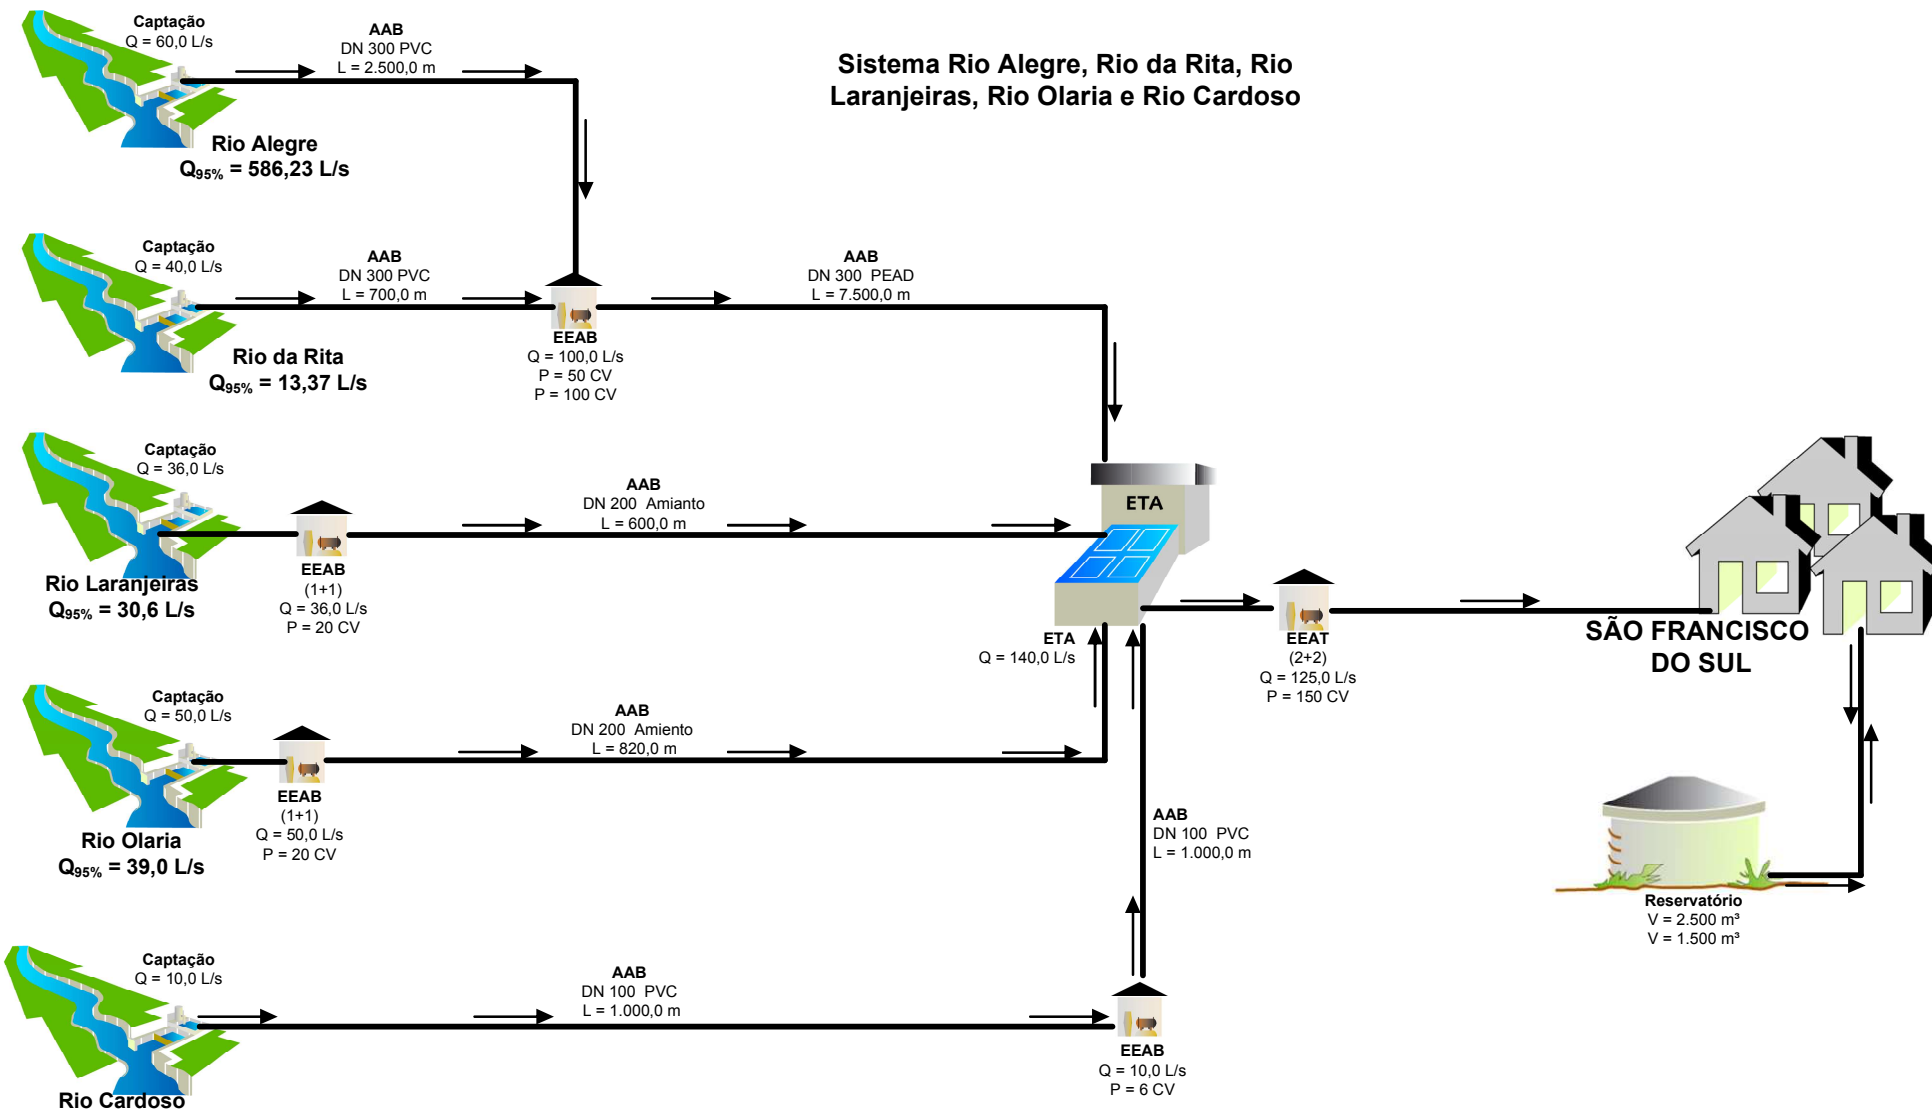 Sistema Rio Alegre, Rio da Rita, Rio
Laranjeiras, Rio Olaria e Rio Cardoso
Captação
Q = 60,0 L/s
AAB
DN 300 PVC
L = 2.500,0 m
Rio Alegre
Q95% = 586,23 L/s
Captação
Q = 40,0 L/s
AAB
DN 300 PVC
L = 700,0 m
Rio da Rita
Q95% = 13,37 L/s
EEAB
Q = 100,0 L/s
P = 50 CV
P = 100 CV
AAB
DN 300 PEAD
L = 7.500,0 m
Captação
Q = 36,0 L/s
Rio Laranjeiras
Q95% = 30,6 L/s
EEAB
(1+1)
Q = 36,0 L/s
P = 20 CV
AAB
DN 200 Amianto
L = 600,0 m
ETA
ETA
Q = 140,0 L/s
EEAT
(2+2)
Q = 125,0 L/s
P = 150 CV
SÃO FRANCISCO
DO SUL
Captação
Q = 50,0 L/s
Rio Olaria
Q95% = 39,0 L/s
EEAB
(1+1)
Q = 50,0 L/s
P = 20 CV
AAB
DN 200 Amiento
L = 820,0 m
AAB
DN 100 PVC
L = 1.000,0 m
Reservatório
V = 2.500 m³
V = 1.500 m³
Captação
Q = 10,0 L/s
Rio Cardoso
AAB
DN 100 PVC
L = 1.000,0 m
EEAB
Q = 10,0 L/s
P = 6 CV